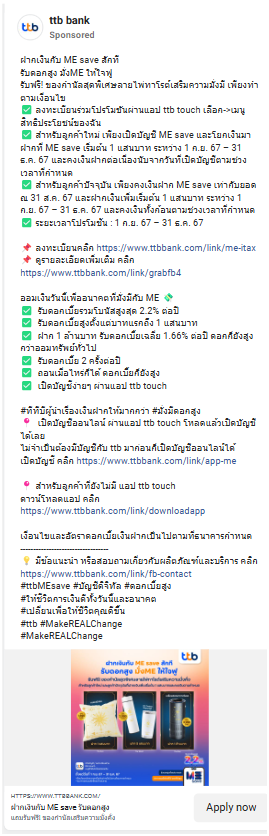 ttb bank
Sponsored
ฝากเงินกับ ME save สักที
รับดอกสูง มั่งME ให้ใจฟู
รับฟรี! ของกำนัลสุดพิเศษลายไพ่ทาโรต์เสริมความมั่งมี เพียงทำ
ตามเงื่อนไข
✅ ลงทะเบียนร่วมโปรโมชันผ่านแอป ttb touch เลือก->เมนู
สิทธิประโยชน์ของฉัน
✅ สำหรับลูกค้าใหม่ เพียงเปิดบัญชี ME save และโยกเงินมา
ฝากที่ ME save เริ่มต้น 1 แสนบาท ระหว่าง 1 ก.ย. 67 – 31
ธ.ค. 67 และคงเงินฝากต่อเนื่องนับจากวันที่เปิดบัญชีตามช่วง
เวลาที่กำหนด
✅ สำหรับลูกค้าปัจจุบัน เพียงคงเงินฝาก ME save เท่ากับยอด
ณ 31 ส.ค. 67 และฝากเงินเพิ่มเริ่มต้น 1 แสนบาท ระหว่าง 1
ก.ย. 67 – 31 ธ.ค. 67 และคงเงินทั้งก้อนตามช่วงเวลาที่กำหนด
✅ ระยะเวลาโปรโมชัน : 1 ก.ย. 67 – 31 ธ.ค. 67
📌 ลงทะเบียนคลิก https://www.ttbbank.com/link/me-itax
📌 ดูรายละเอียดเพิ่มเติม คลิก
https://www.ttbbank.com/link/grabfb4
ออมเงินวันนี้เพื่ออนาคตที่มั่งมีกับ ME 💸
✅ รับดอกเบี้ยรวมโบนัสสูงสุด 2.2% ต่อปี
✅ รับดอกเบี้ยสูงตั้งแต่บาทแรกถึง 1 แสนบาท
✅ ฝาก 1 ล้านบาท รับดอกเบี้ยเฉลี่ย 1.66% ต่อปี ดอกก็ยังสูง
กว่าออมทรัพย์ทั่วไป
✅ รับดอกเบี้ย 2 ครั้งต่อปี
✅ ถอนเมื่อไหร่ก็ได้ ดอกเบี้ยก็ยังสูง
✅ เปิดบัญชีง่ายๆ ผ่านแอป ttb touch
#ที่ที่มีผู้นำเรื่องเงินฝากให้มากกว่า #มั่งมีดอกสูง
📍 เปิดบัญชีออนไลน์ ผ่านแอป ttb touch โหลดแล้วเปิดบัญชี
ได้เลย
ไม่จำเป็นต้องมีบัญชีกับ ttb มาก่อนก็เปิดบัญชีออนไลน์ได้
เปิดบัญชี คลิก https://www.ttbbank.com/link/app-me
📍 สำหรับลูกค้าที่ยังไม่มี แอป ttb touch
ดาวน์โหลดแอป คลิก
https://www.ttbbank.com/link/downloadapp
เงื่อนไขและอัตราดอกเบี้ยเงินฝากเป็นไปตามที่ธนาคารกำหนด
--------------------------------
💡 มีข้อแนะนำ หรือสอบถามเกี่ยวกับผลิตภัณฑ์และบริการ คลิก
https://www.ttbbank.com/link/fb-contact
#ttbMEsave #บัญชีดิจิทัล #ดอกเบี้ยสูง
#ให้ชีวิตการเงินดีทั้งวันนี้และอนาคต
#เปลี่ยนเพื่อให้ชีวิตคุณดีขึ้น
#ttb #MakeREALChange
#MakeREALChange
ttb
ฝากเงินกับ ME save สักที
รับดอกสูง มั่งME ให้ใจฟู
ME
HTTPS://WWW.TTBBANK.COM/
ฝากเงินกับ ME save รับดอกสูง
แถมรับฟรี! ของกำนัลเสริมความมั่งคั่ง
Apply now